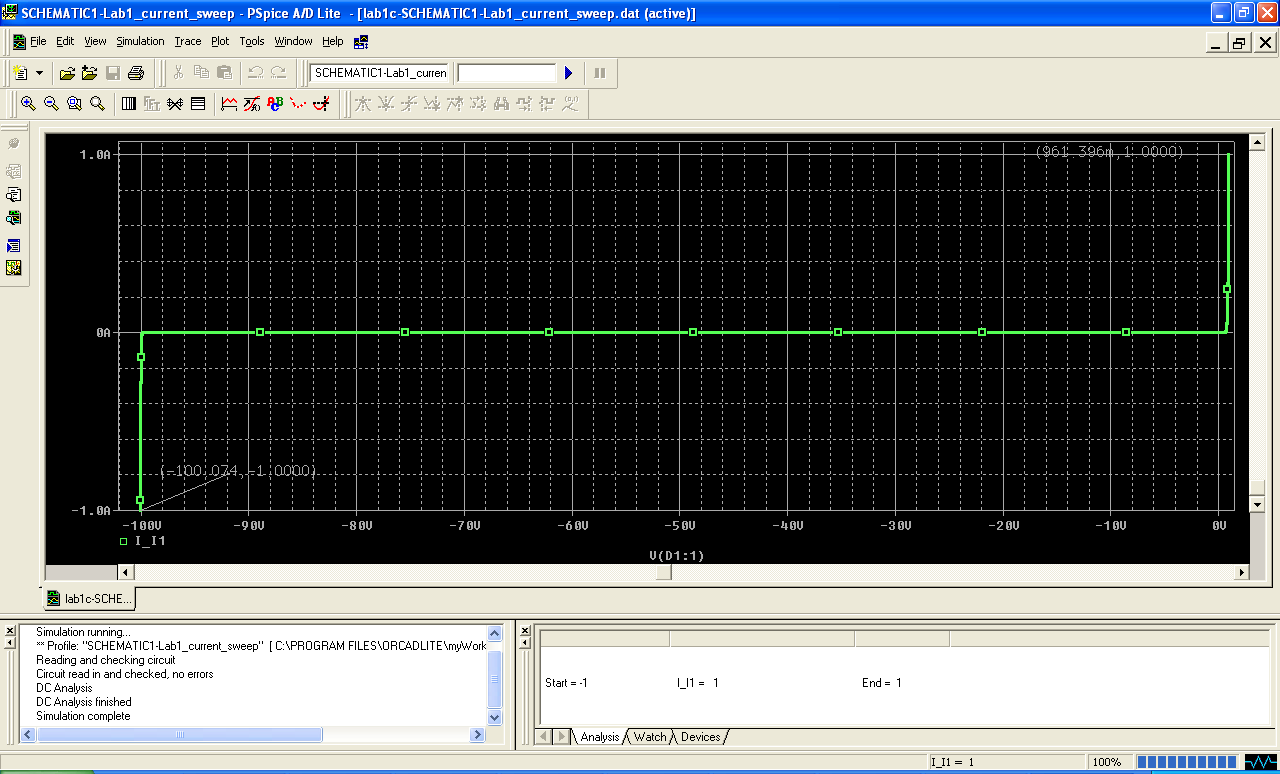 SCHEMATIC1-Lab1_current_sweep - PSpice A/D Lite - [lab1c-SCHEMATIC1-Lab1_current_sweep.dat (active)]
File Edit View Simulation Trace Plot Tools Window Help
SCHEMATIC1-Lab1_curren
1.0A
(961.396m,1.0000)
0A
(-100.074,-1.0000)
-1.0A
-100V -90V -80V -70V -60V -50V -40V -30V -20V -10V 0V
I_I1
V(D1:1)
lab1c-SCHE...
Simulation running...
** Profile: "SCHEMATIC1-Lab1_current_sweep" [ C:\PROGRAM FILES\ORCADLITE\myWork
Reading and checking circuit
Circuit read in and checked, no errors
DC Analysis
DC Analysis finished
Simulation complete
Start = -1 I_I1 = 1 End = 1
Analysis Watch Devices
I_I1 = 1 100%